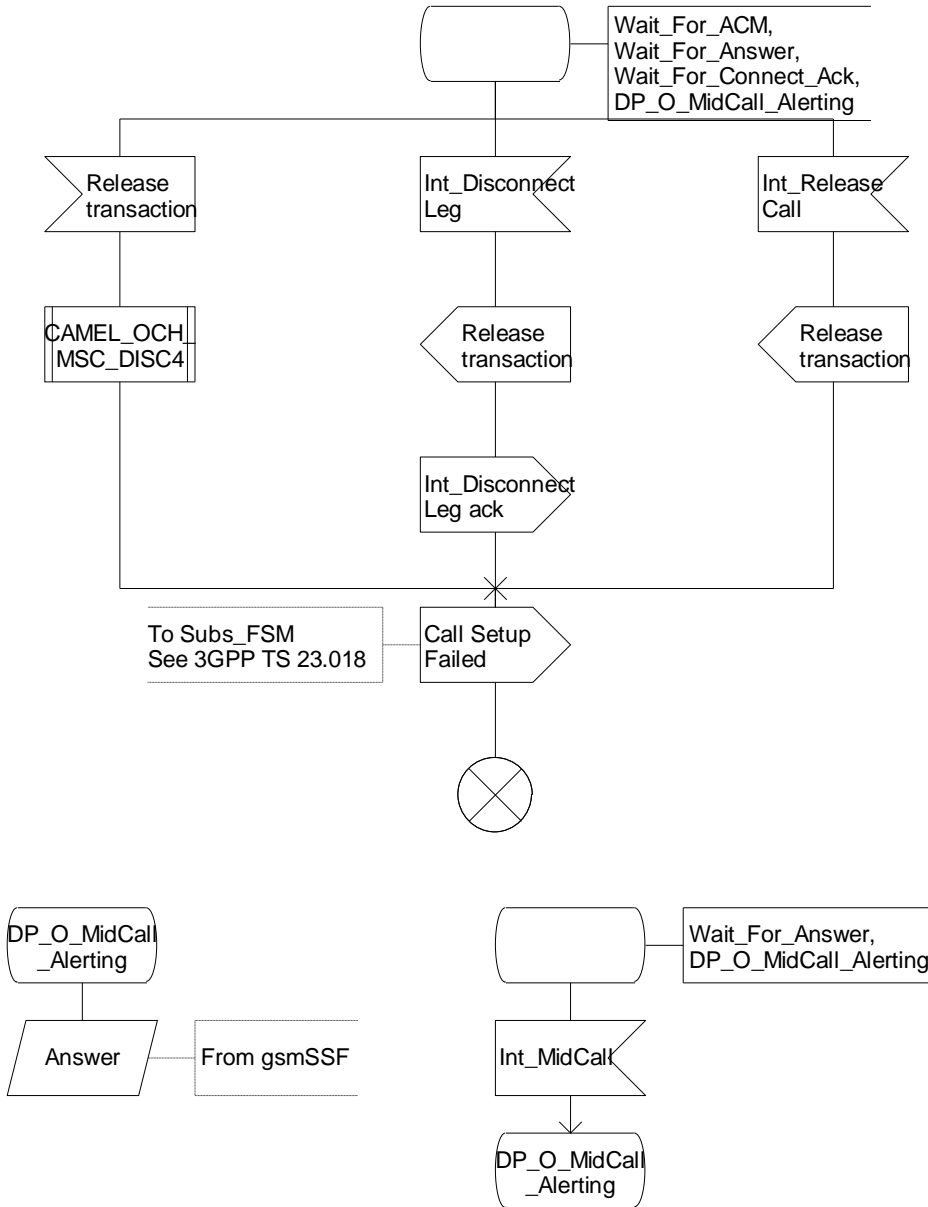 Wait_For_ACM,
Wait_For_Answer,
Wait_For_Connect_Ack,
DP_O_MidCall_Alerting
Release
transaction
Int_Disconnect
Leg
Int_Release
Call
CAMEL_OCH_
MSC_DISC4
Release
transaction
Release
transaction
Int_Disconnect
Leg ack
To Subs_FSM
See 3GPP TS 23.018
Call Setup
Failed
DP_O_MidCall
_Alerting
Wait_For_Answer,
DP_O_MidCall_Alerting
Answer
From gsmSSF
Int_MidCall
DP_O_MidCall
_Alerting